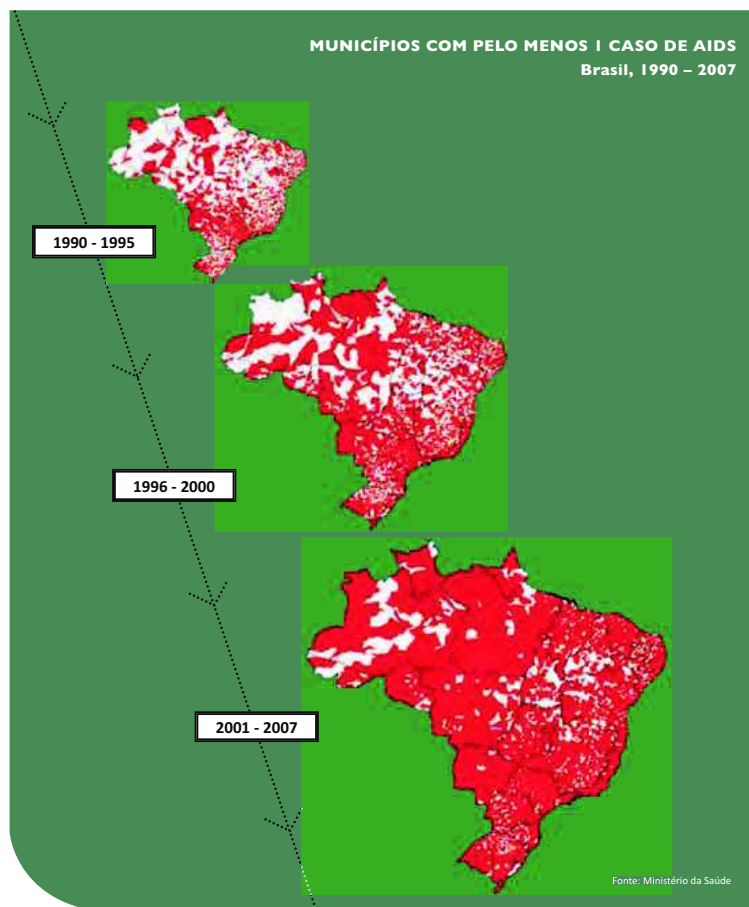 MUNICÍPIOS COM PELO MENOS 1 CASO DE AIDS
Brasil, 1990 – 2007
1990 - 1995
1996 - 2000
2001 - 2007
Fonte: Ministério da Saúde